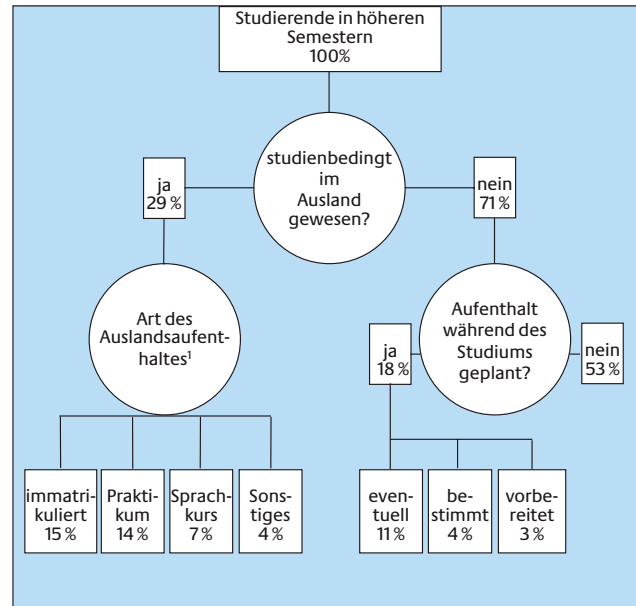 Studierende in höheren
Semestern
100%
studienbedingt
im
Ausland
gewesen?
ja
29 %
nein
71 %
Art des
Auslandsaufent-
haltes¹
Aufenthalt
während des
Studiums
geplant?
ja
18 %
nein
53 %
immatri-
kuliert
15 %
Praktikum
14 %
Sprach-
kurs
7 %
Sons-
tiges
4 %
even-
tuell
11 %
be-
stimmt
4 %
vorbe-
reitet
3 %